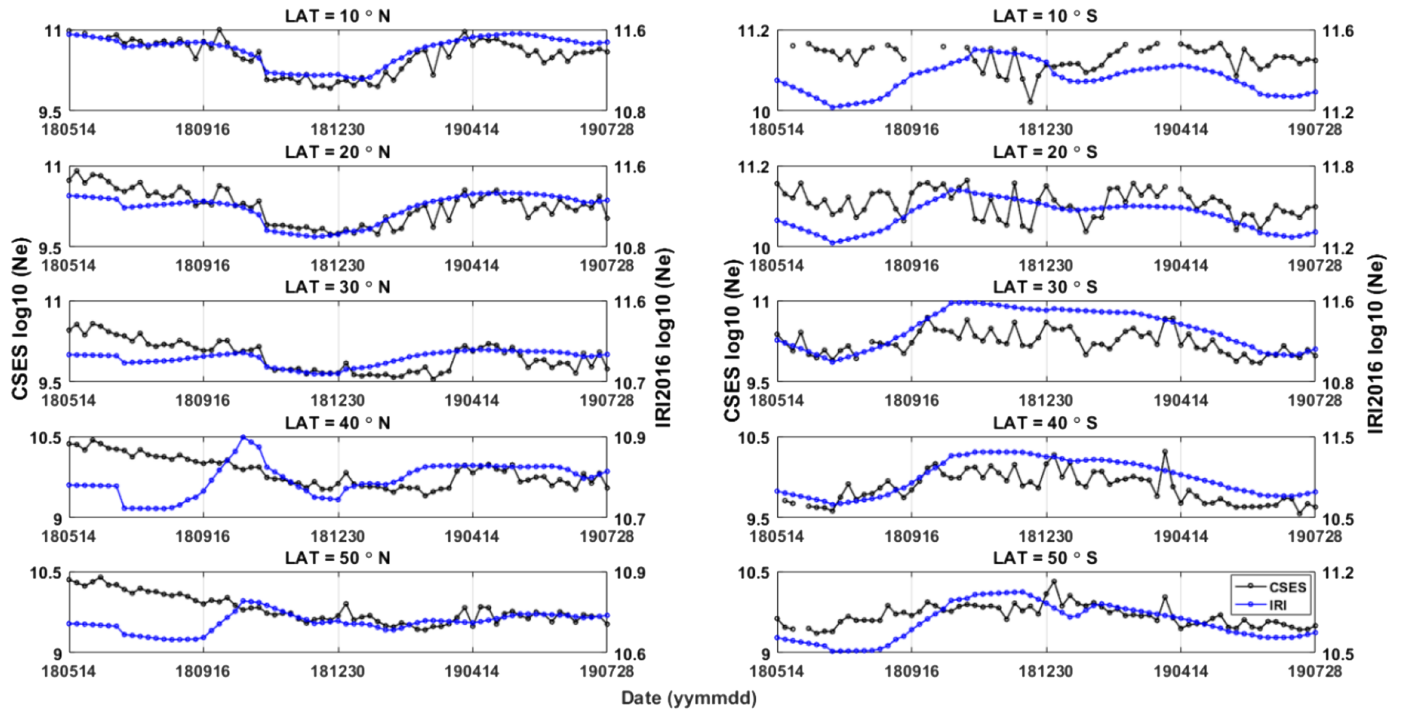 LAT = 10 ° N
11
11.6
9.5
10.8
180514 180916 181230 190414 190728
LAT = 20 ° N
11
11.6
9.5
10.8
180514 180916 181230 190414 190728
LAT = 30 ° N
11
11.6
9.5
10.7
180514 180916 181230 190414 190728
LAT = 40 ° N
10.5
10.9
9
10.7
180514 180916 181230 190414 190728
LAT = 50 ° N
10.5
10.9
9
10.6
180514 180916 181230 190414 190728
CSES log10 (Ne)
IRI2016 log10 (Ne)
LAT = 10 ° S
11.2
11.6
10
11.2
180514 180916 181230 190414 190728
LAT = 20 ° S
11.2
11.8
10
11.2
180514 180916 181230 190414 190728
LAT = 30 ° S
11
11.6
9.5
10.8
180514 180916 181230 190414 190728
LAT = 40 ° S
10.5
11.5
9.5
10.5
180514 180916 181230 190414 190728
LAT = 50 ° S
10.5
11.2
CSES
IRI
9
10.5
180514 180916 181230 190414 190728
CSES log10 (Ne)
IRI2016 log10 (Ne)
Date (yymmdd)